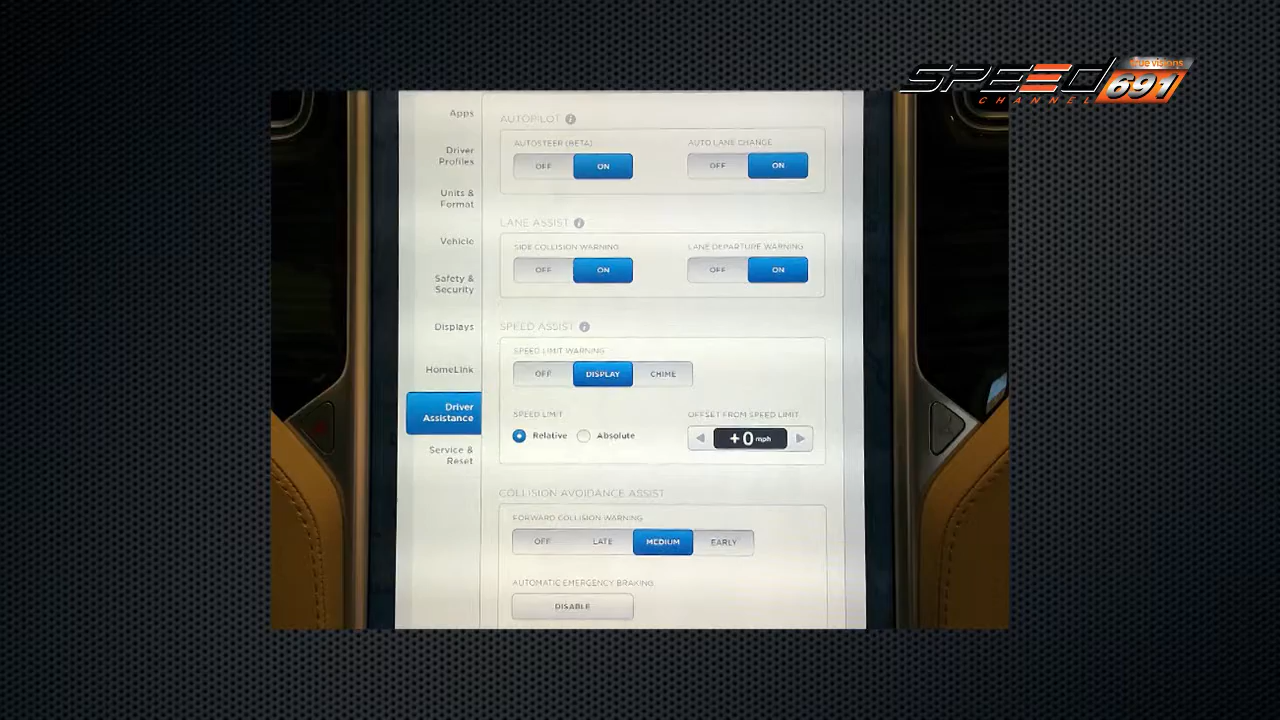 true visions
SPEED
CHANNEL
691
Apps
Driver
Profiles
Units &
Format
Vehicle
Safety &
Security
Displays
HomeLink
Driver
Assistance
Service &
Reset
AUTOPILOT i
AUTOSTEER (BETA)
OFF ON
AUTO LANE CHANGE
OFF ON
LANE ASSIST i
SIDE COLLISION WARNING
OFF ON
LANE DEPARTURE WARNING
OFF ON
SPEED ASSIST i
SPEED LIMIT WARNING
OFF DISPLAY CHIME
SPEED LIMIT
Relative Absolute
OFFSET FROM SPEED LIMIT
+0 mph
COLLISION AVOIDANCE ASSIST
FORWARD COLLISION WARNING
OFF LATE MEDIUM EARLY
AUTOMATIC EMERGENCY BRAKING
DISABLE